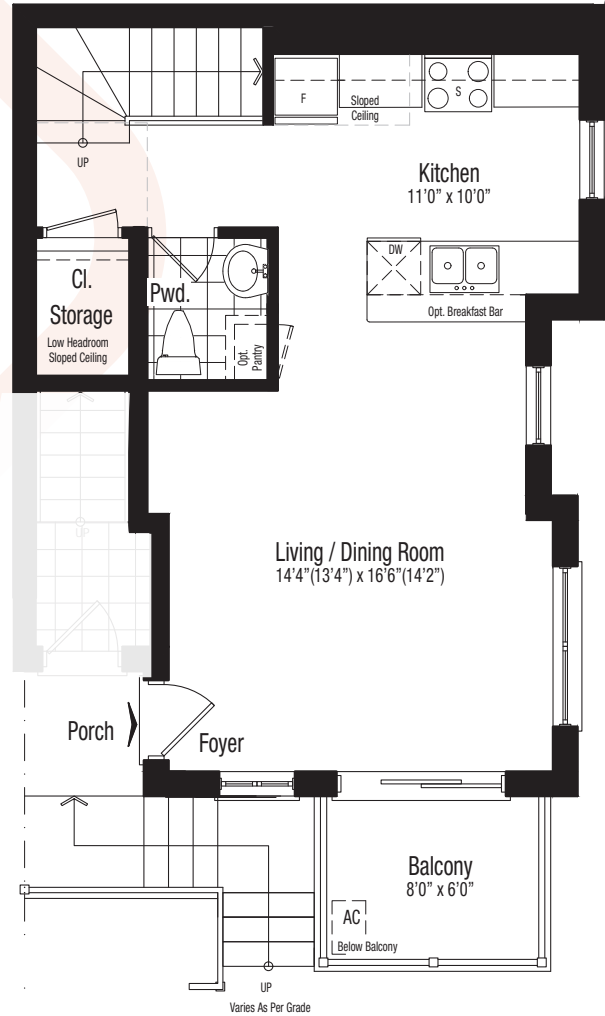 F
Sloped
Ceiling
S
UP
Kitchen
11'0" x 10'0"
DW
Cl.
Storage
Low Headroom
Sloped Ceiling
Pwd.
Opt.
Pantry
Opt. Breakfast Bar
UP
Living / Dining Room
14'4"(13'4") x 16'6"(14'2")
Porch
Foyer
Balcony
8'0" x 6'0"
AC
Below Balcony
UP
Varies As Per Grade